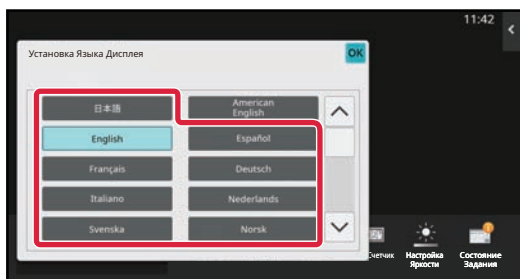 11:42
Установка Языка Дисплея
OK
日本語
American
English
English
Español
Français
Deutsch
Italiano
Nederlands
Svenska
Norsk
Счетчик
Настройка
Яркости
Состояние
Задания